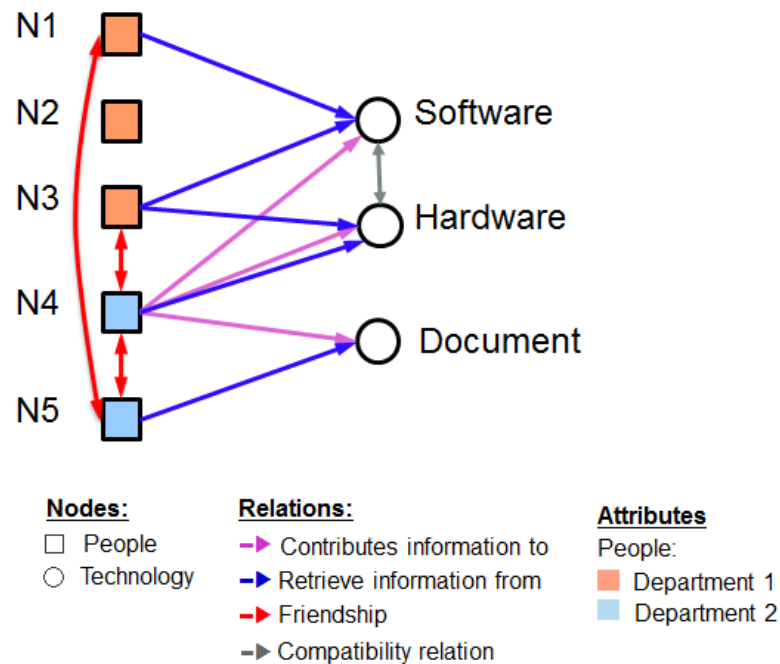 N1
Software
N2
N3
Hardware
N4
Document
N5
Nodes:
People
Technology
Relations:
Contributes information to
Retrieve information from
Friendship
Compatibility relation
Attributes
People:
Department 1
Department 2